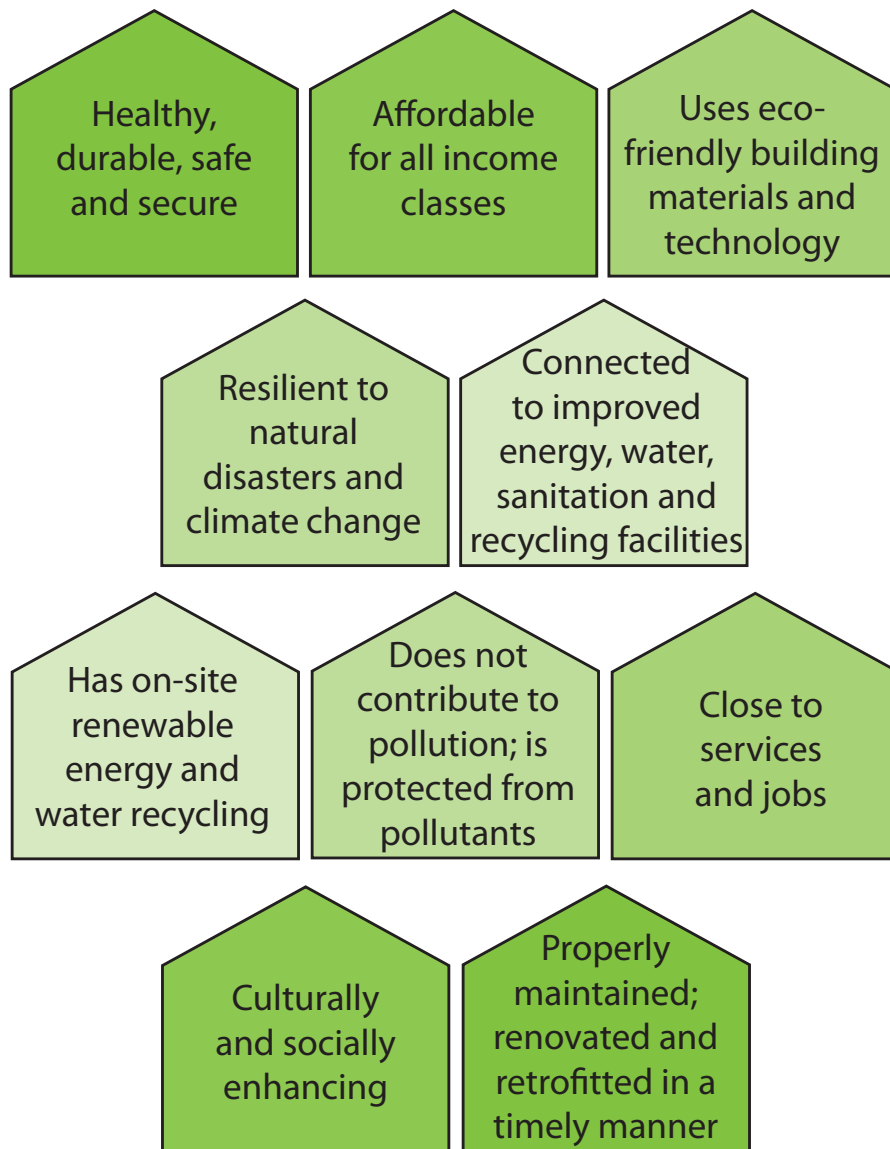 Healthy,
durable, safe
and secure
Affordable
for all income
classes
Uses eco-
friendly building
materials and
technology
Resilient to
natural
disasters and
climate change
Connected
to improved
energy, water,
sanitation and
recycling facilities
Has on-site
renewable
energy and
water recycling
Does not
contribute to
pollution; is
protected from
pollutants
Close to
services
and jobs
Culturally
and socially
enhancing
Properly
maintained;
renovated and
retrofitted in a
timely manner